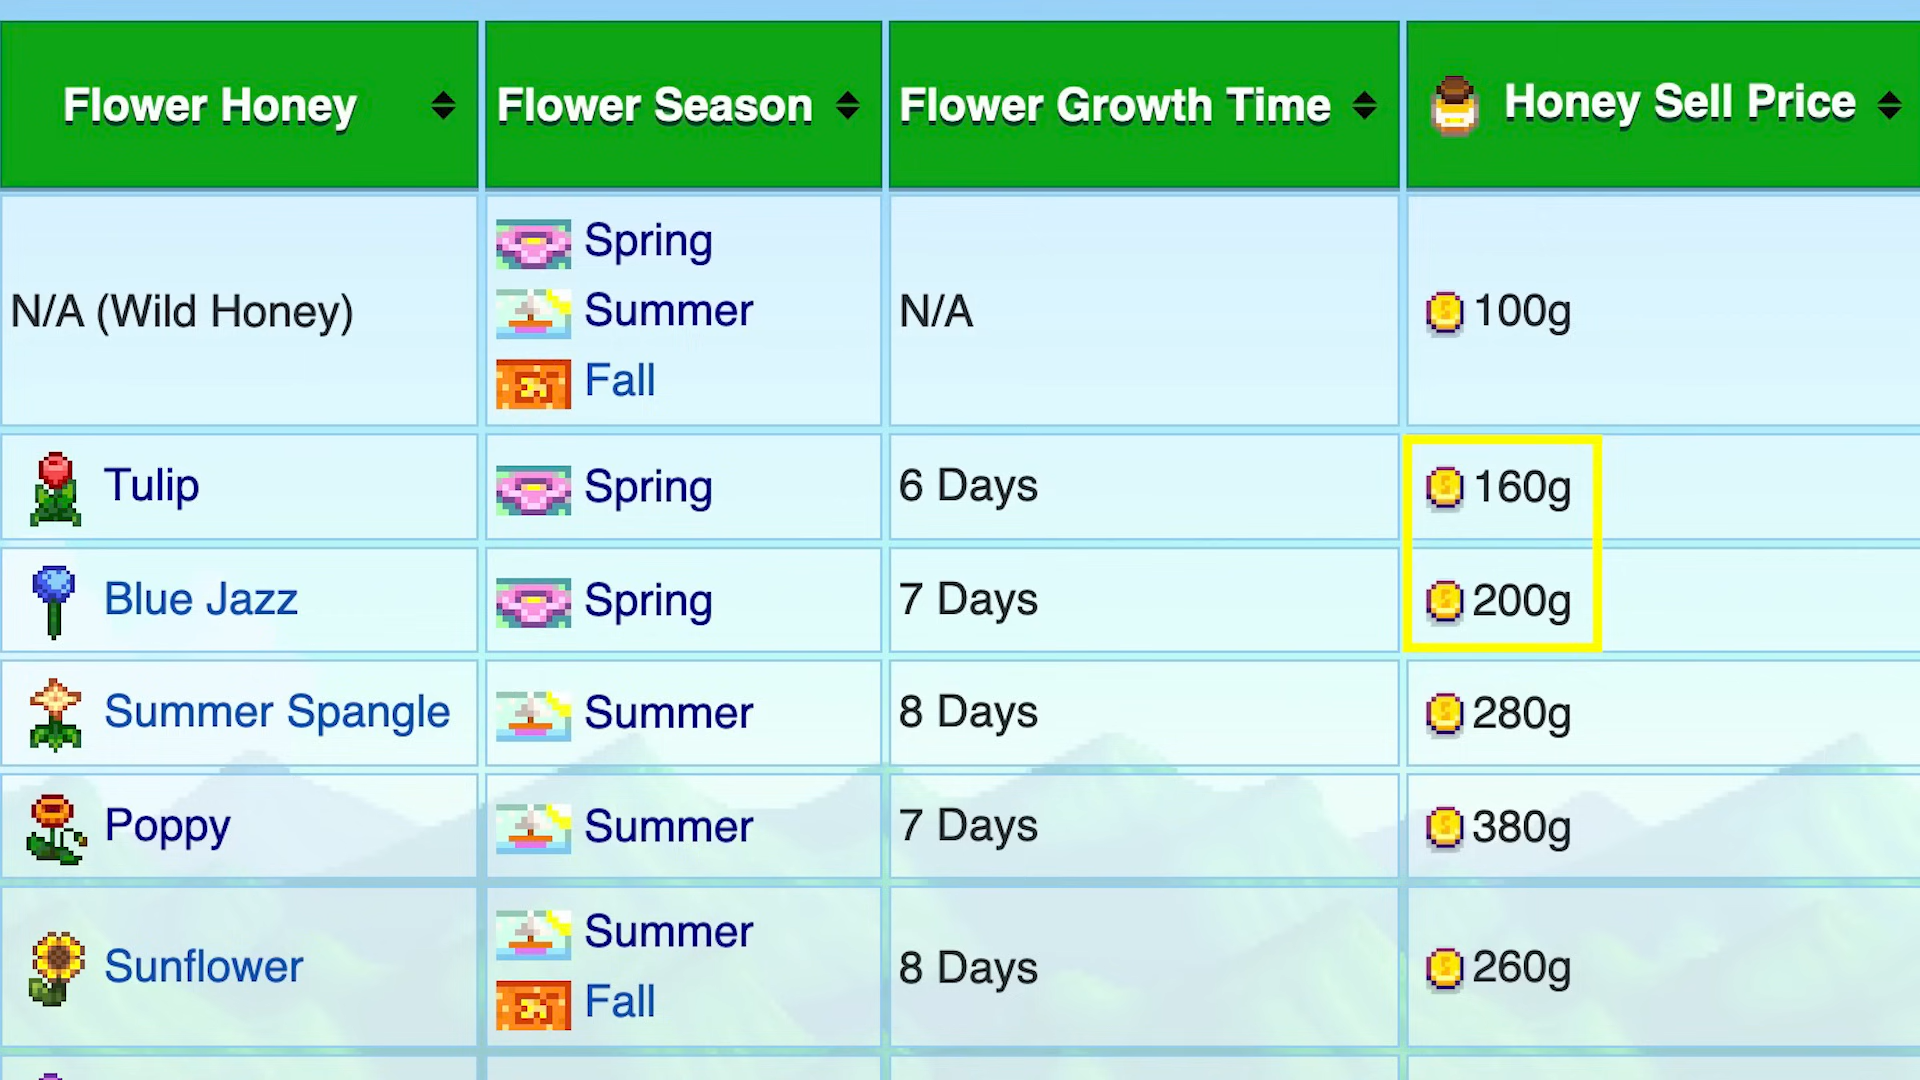 Flower Honey
Flower Season
Flower Growth Time
Honey Sell Price
N/A (Wild Honey)
Spring
Summer
Fall
N/A
100g
Tulip
Spring
6 Days
160g
Blue Jazz
Spring
7 Days
200g
Summer Spangle
Summer
8 Days
280g
Poppy
Summer
7 Days
380g
Sunflower
Summer
Fall
8 Days
260g